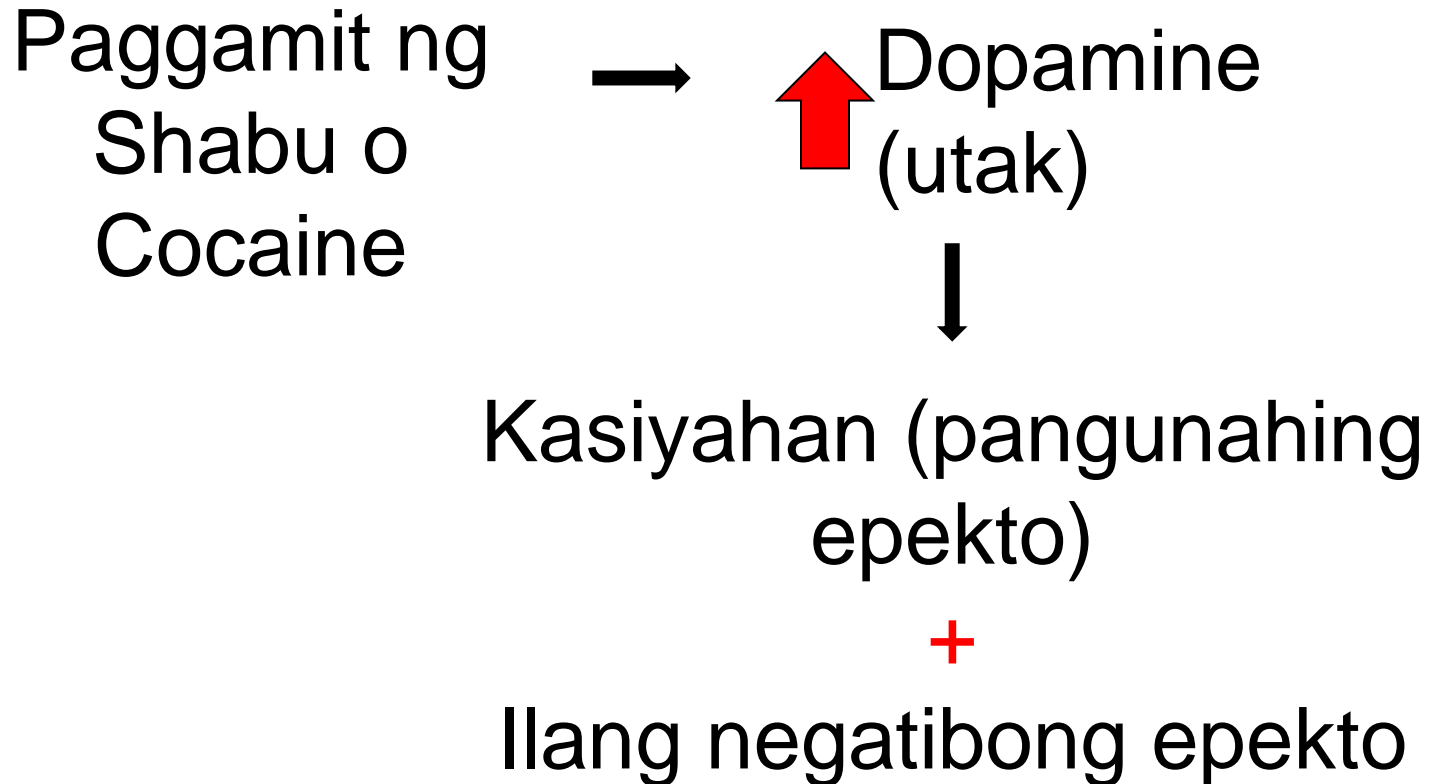 Paggamit ng
Shabu o
Cocaine
Dopamine
(utak)
Kasiyahan (pangunahing
epekto)
+
Ilang negatibong epekto